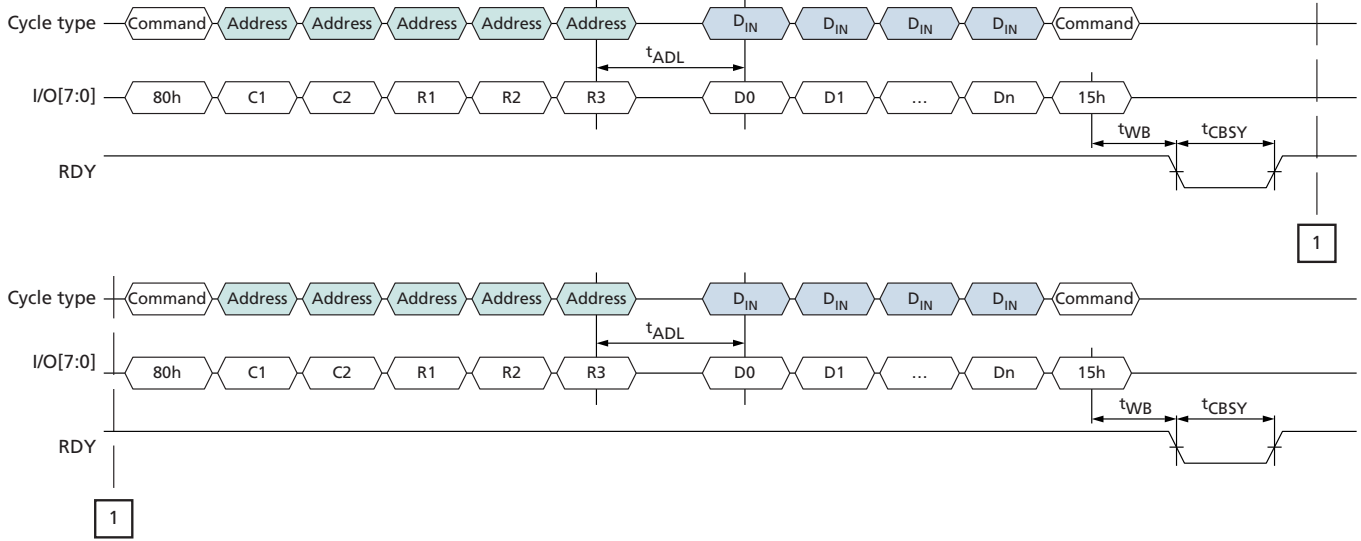 Cycle type Command Address Address Address Address Address DIN DIN DIN DIN Command
tADL
I/O[7:0] 80h C1 C2 R1 R2 R3 D0 D1 … Dn 15h
tWB tCBSY
RDY
1
Cycle type Command Address Address Address Address Address DIN DIN DIN DIN Command
tADL
I/O[7:0] 80h C1 C2 R1 R2 R3 D0 D1 … Dn 15h
tWB tCBSY
RDY
1